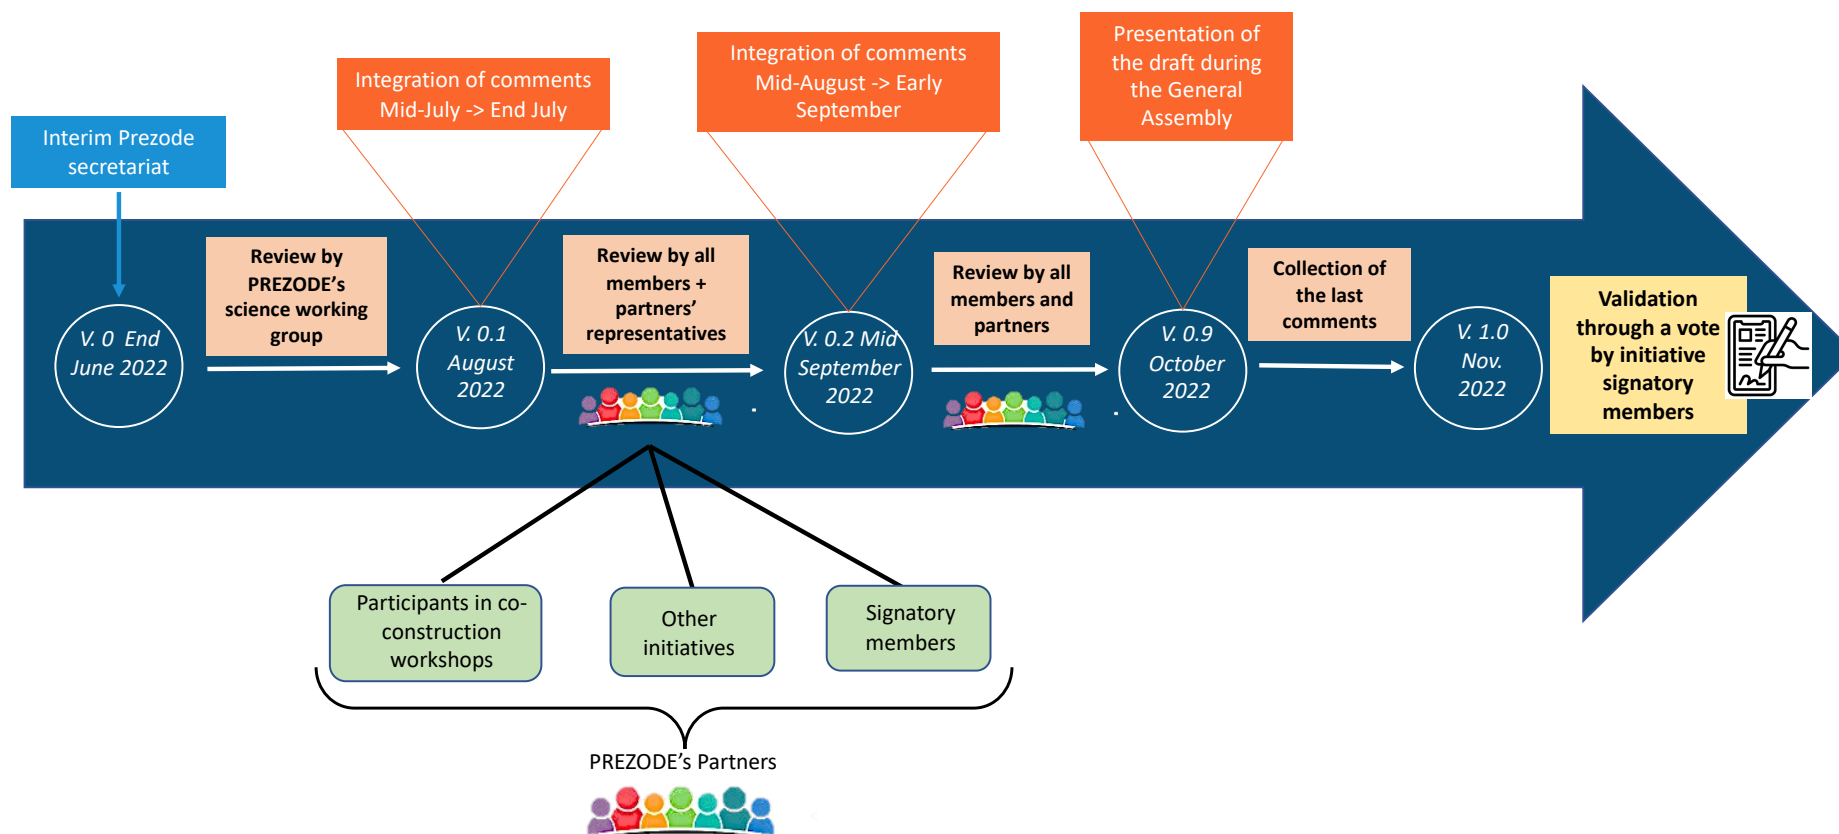 Interim Prezode
secretariat
Integration of comments
Mid-July -> End July
Integration of comments
Mid-August -> Early
September
Presentation of
the draft during
the General
Assembly
V. 0 End
June 2022
Review by
PREZODE's
science working
group
V. 0.1
August
2022
Review by all
members +
partners’
representatives
V. 0.2 Mid
September
2022
Review by all
members and
partners
V. 0.9
October
2022
Collection of
the last
comments
V. 1.0
Nov.
2022
Validation
through a vote
by initiative
signatory
members
Participants in co-
construction
workshops
Other
initiatives
Signatory
members
PREZODE’s Partners